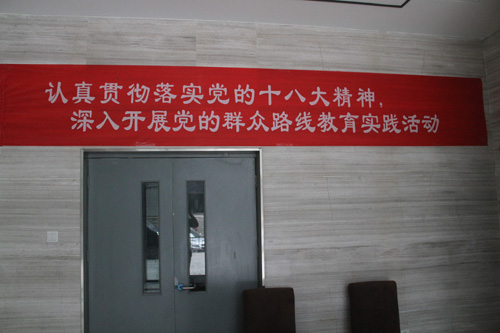 认真贯彻落实党的十八大精神，
深入开展党的群众路线教育实践活动